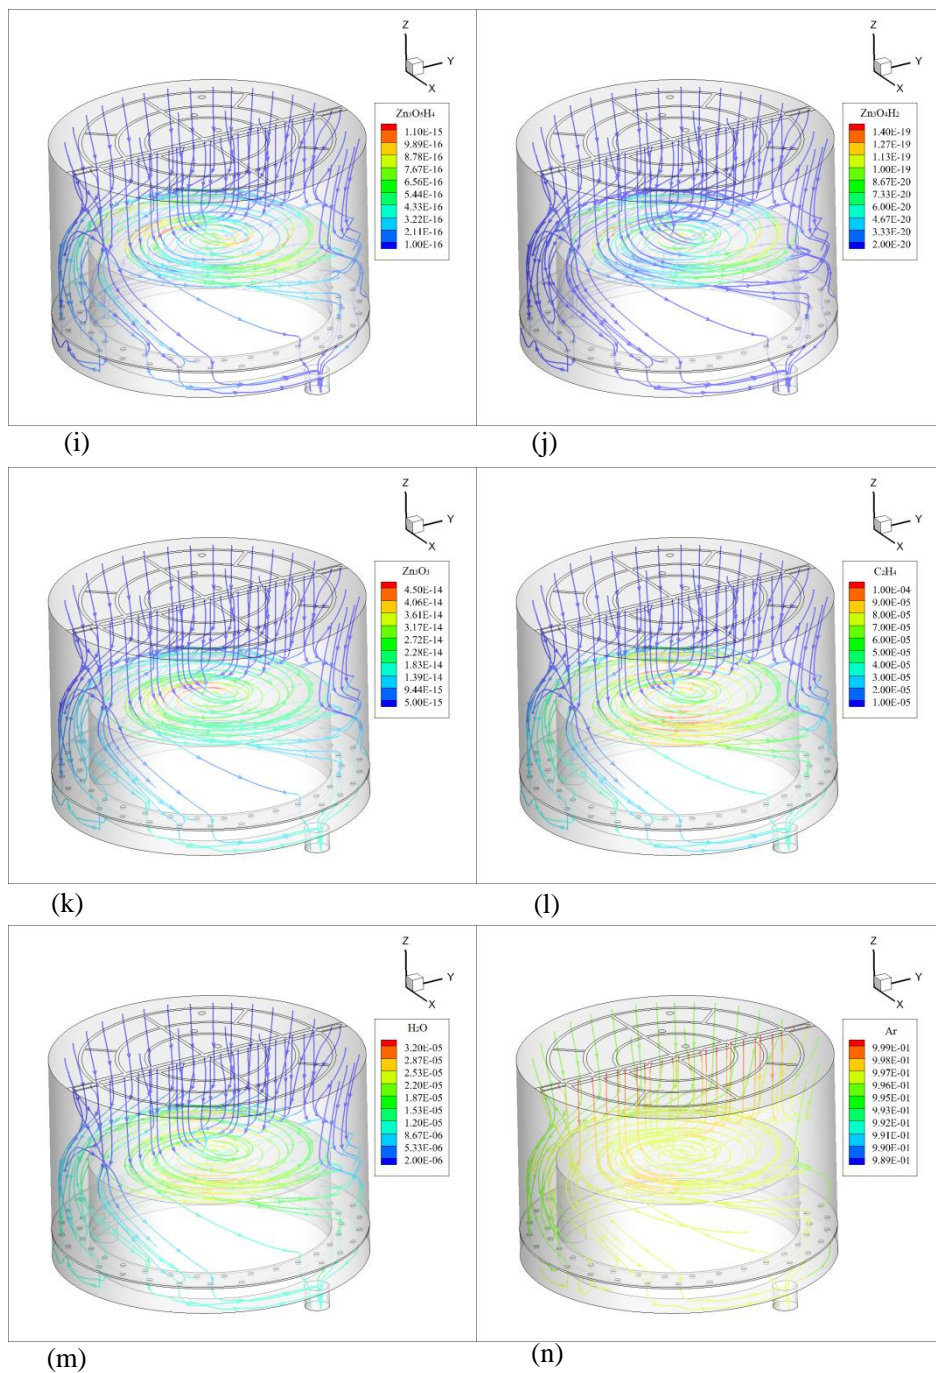 Z
Y
X
Zn₃O₅H₄
1.10E-15
9.89E-16
8.78E-16
7.67E-16
6.56E-16
5.44E-16
4.33E-16
3.22E-16
2.11E-16
1.00E-16
(i)
Z
Y
X
Zn₃O₄H₂
1.40E-19
1.27E-19
1.13E-19
1.00E-19
8.67E-20
7.33E-20
6.00E-20
4.67E-20
3.33E-20
2.00E-20
(j)
Z
Y
X
Zn₃O₃
4.50E-14
4.06E-14
3.61E-14
3.17E-14
2.72E-14
2.28E-14
1.83E-14
1.39E-14
9.44E-15
5.00E-15
(k)
Z
Y
X
C₂H₄
1.00E-04
9.00E-05
8.00E-05
7.00E-05
6.00E-05
5.00E-05
4.00E-05
3.00E-05
2.00E-05
1.00E-05
(l)
Z
Y
X
H₂O
3.20E-05
2.87E-05
2.53E-05
2.20E-05
1.87E-05
1.53E-05
1.20E-05
8.67E-06
5.33E-06
2.00E-06
(m)
Z
Y
X
Ar
9.99E-01
9.98E-01
9.97E-01
9.96E-01
9.95E-01
9.93E-01
9.92E-01
9.91E-01
9.90E-01
9.89E-01
(n)